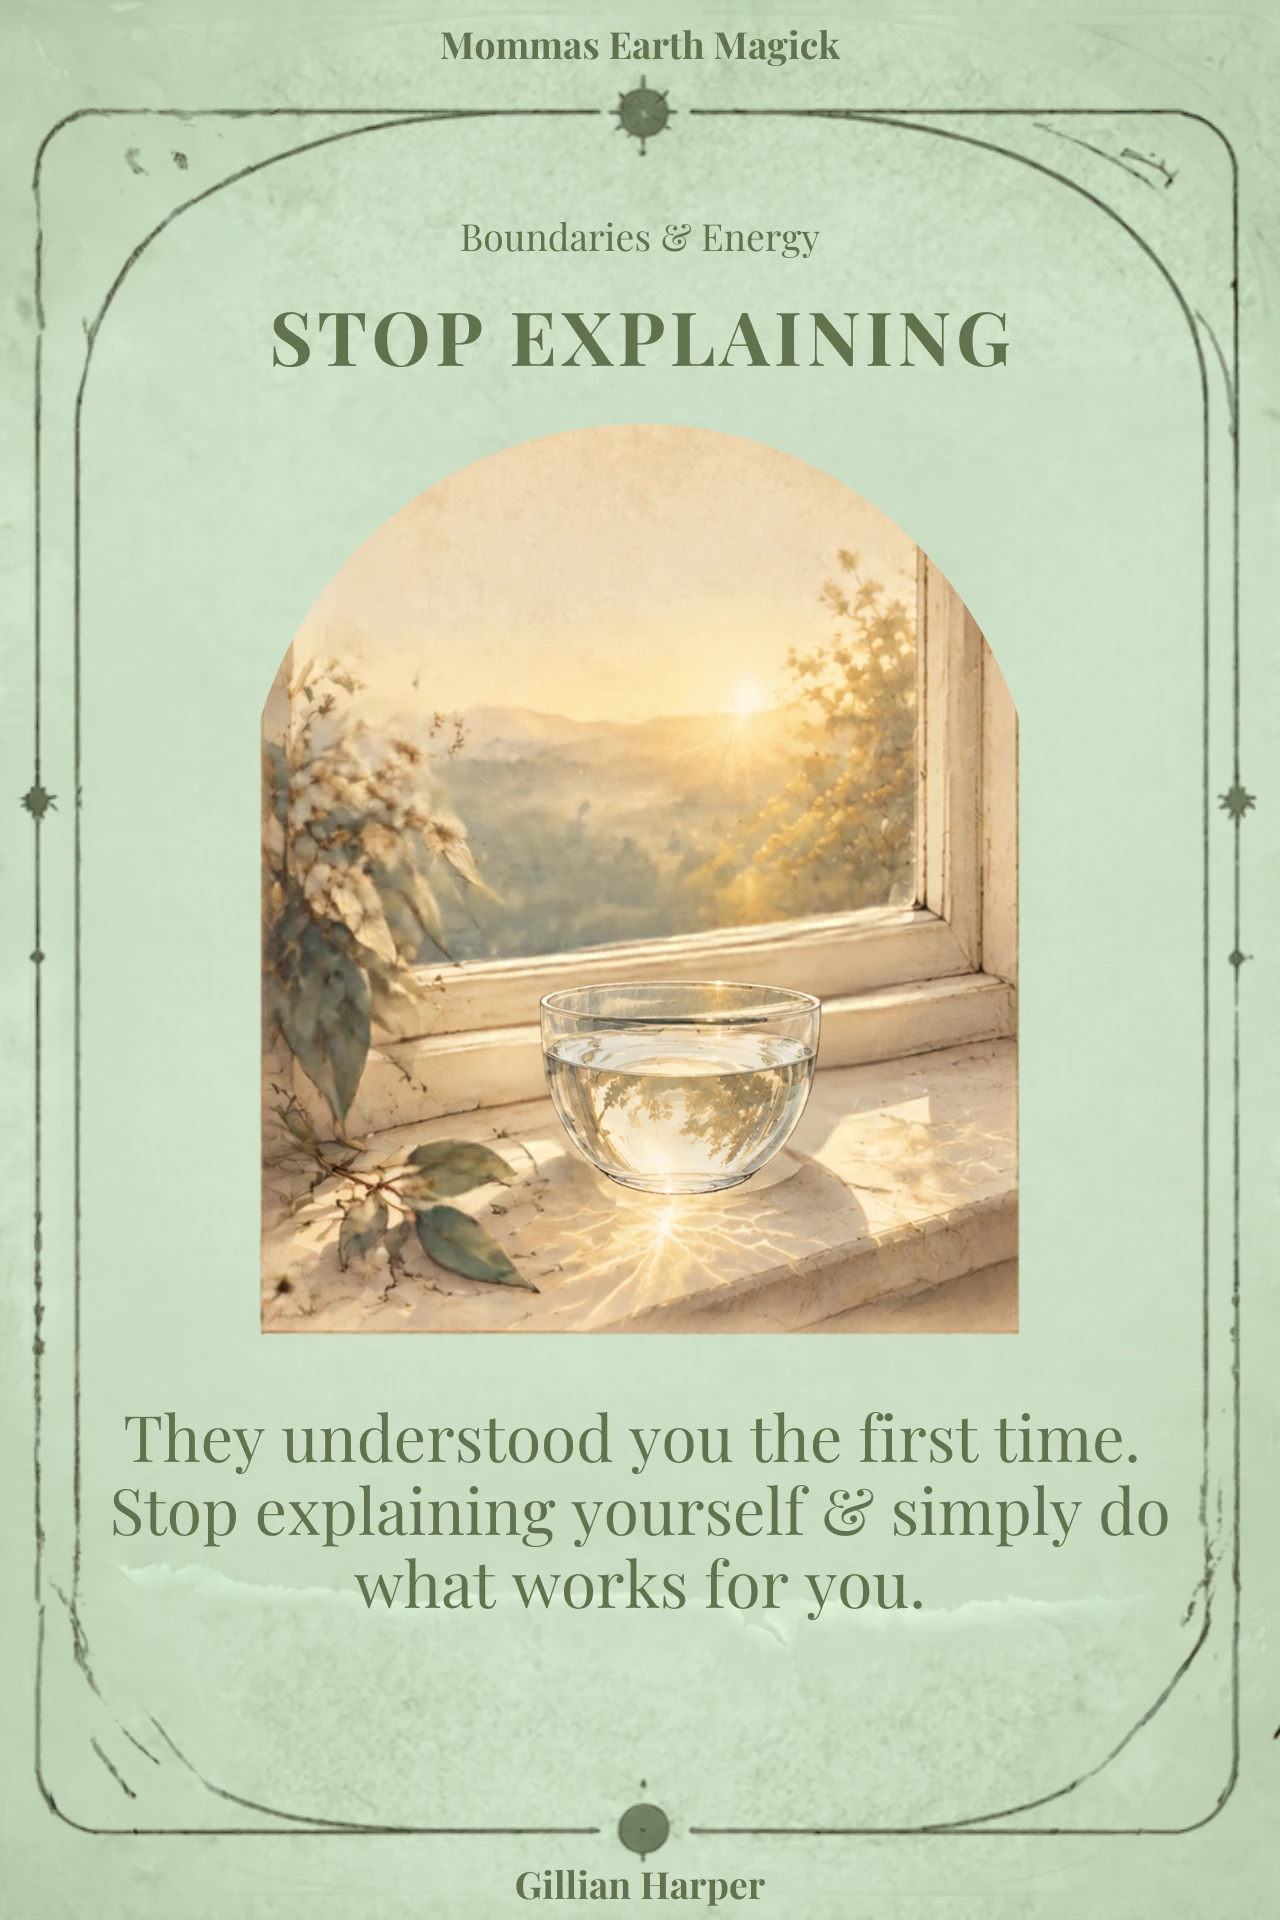 Mommas Earth Magick
Boundaries & Energy
STOP EXPLAINING
They understood you the first time.
Stop explaining yourself & simply do
what works for you.
Gillian Harper